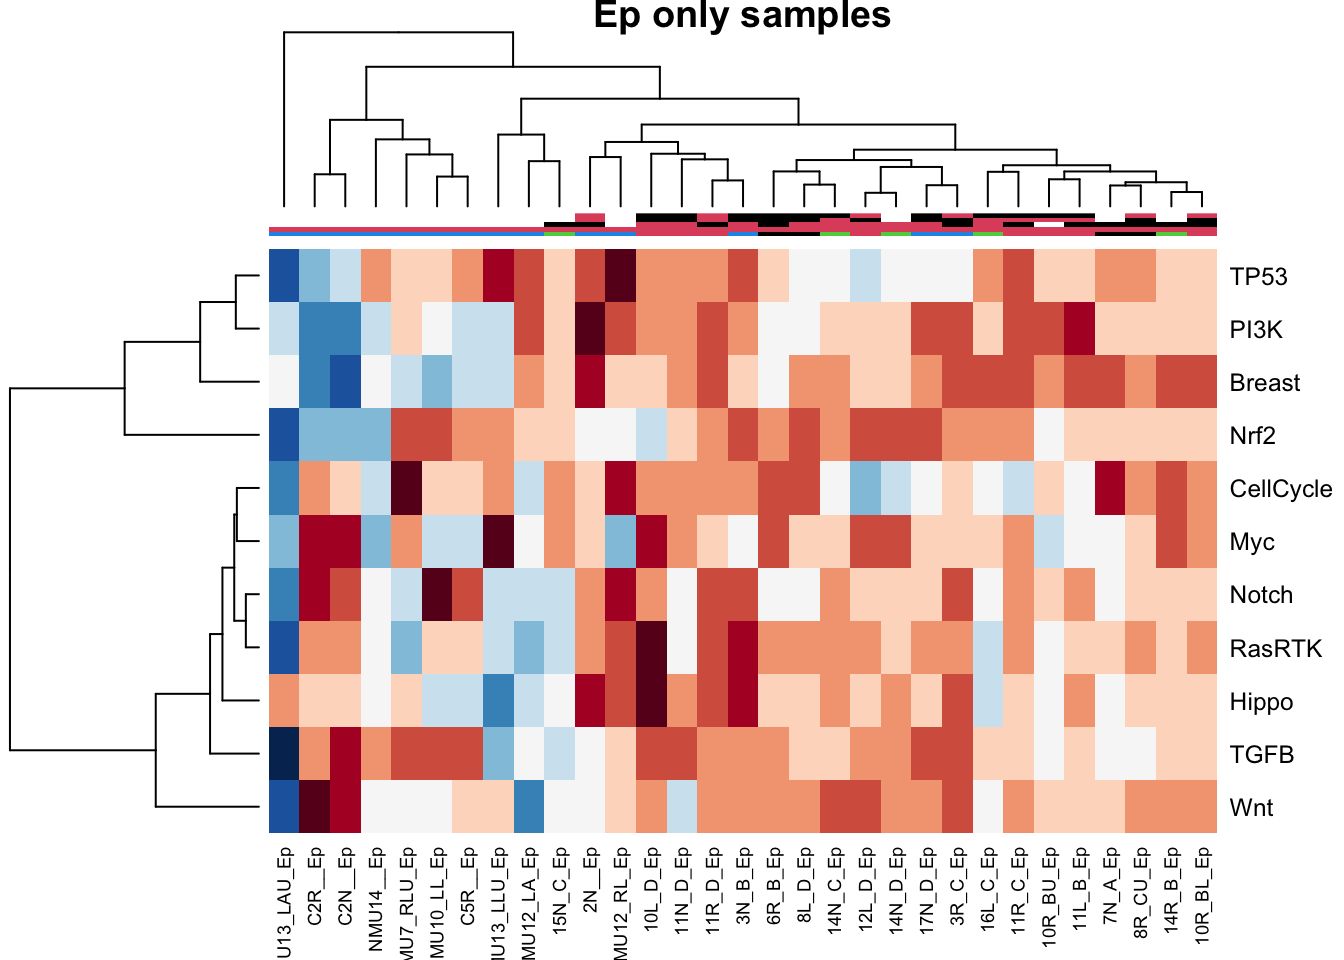 Ep only samples
TP53
PI3K
Breast
Nrf2
CellCycle
Myc
Notch
RasRTK
Hippo
TGFB
Wnt
U13_LAU_Ep
C2R__Ep
C2N__Ep
NMU14__Ep
MU7_RLU_Ep
MU10_LL_Ep
C5R__Ep
IU13_LLU_Ep
MU12_LA_Ep
15N_C_Ep
2N__Ep
MU12_RL_Ep
10L_D_Ep
11N_D_Ep
11R_D_Ep
3N_B_Ep
6R_B_Ep
8L_D_Ep
14N_C_Ep
12L_D_Ep
14N_D_Ep
17N_D_Ep
3R_C_Ep
16L_C_Ep
11R_C_Ep
10R_BU_Ep
11L_B_Ep
7N_A_Ep
8R_CU_Ep
14R_B_Ep
10R_BL_Ep